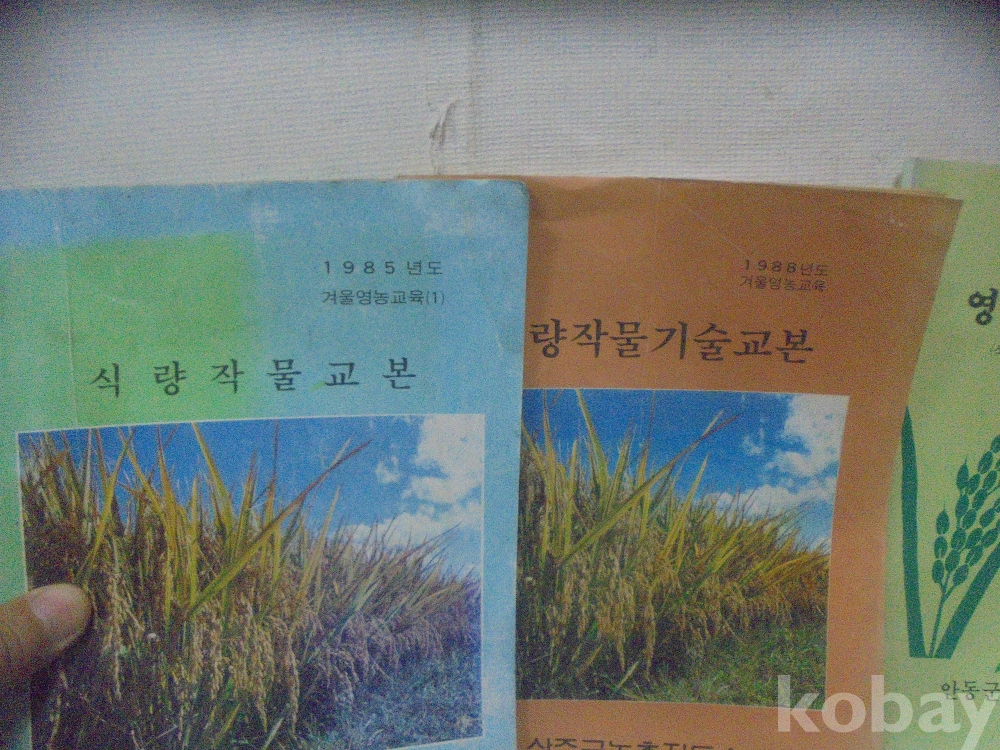 1985년도
겨울영농교육(1)
식량작물교본
1988년도
겨울영농교육
량작물기술교본
영
안동군
kobay